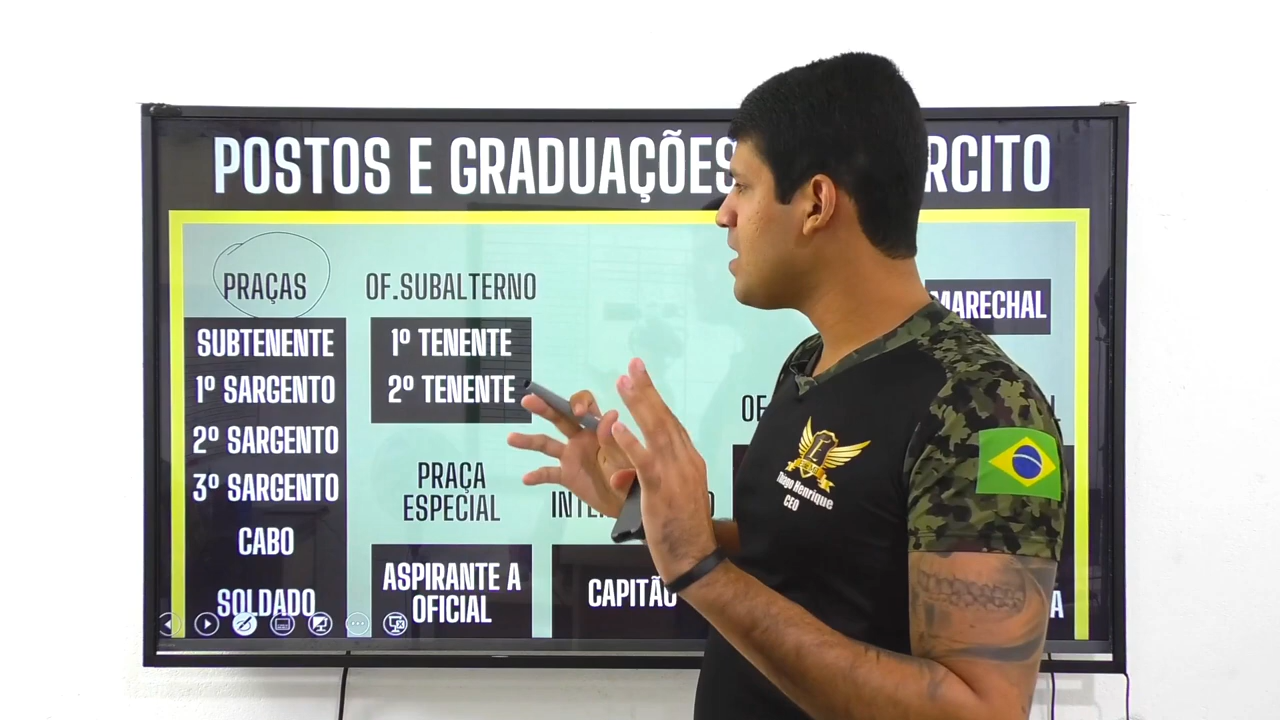 POSTOS E GRADUAÇÕES
RCITO
PRAÇAS
OF.SUBALTERNO
MARECHAL
SUBTENENTE
1º SARGENTO
2º SARGENTO
3º SARGENTO
CABO
SOLDADO
1º TENENTE
2º TENENTE
PRAÇA
ESPECIAL
ASPIRANTE A
OFICIAL
CAPITÃO
Thiago Henrique
CEO